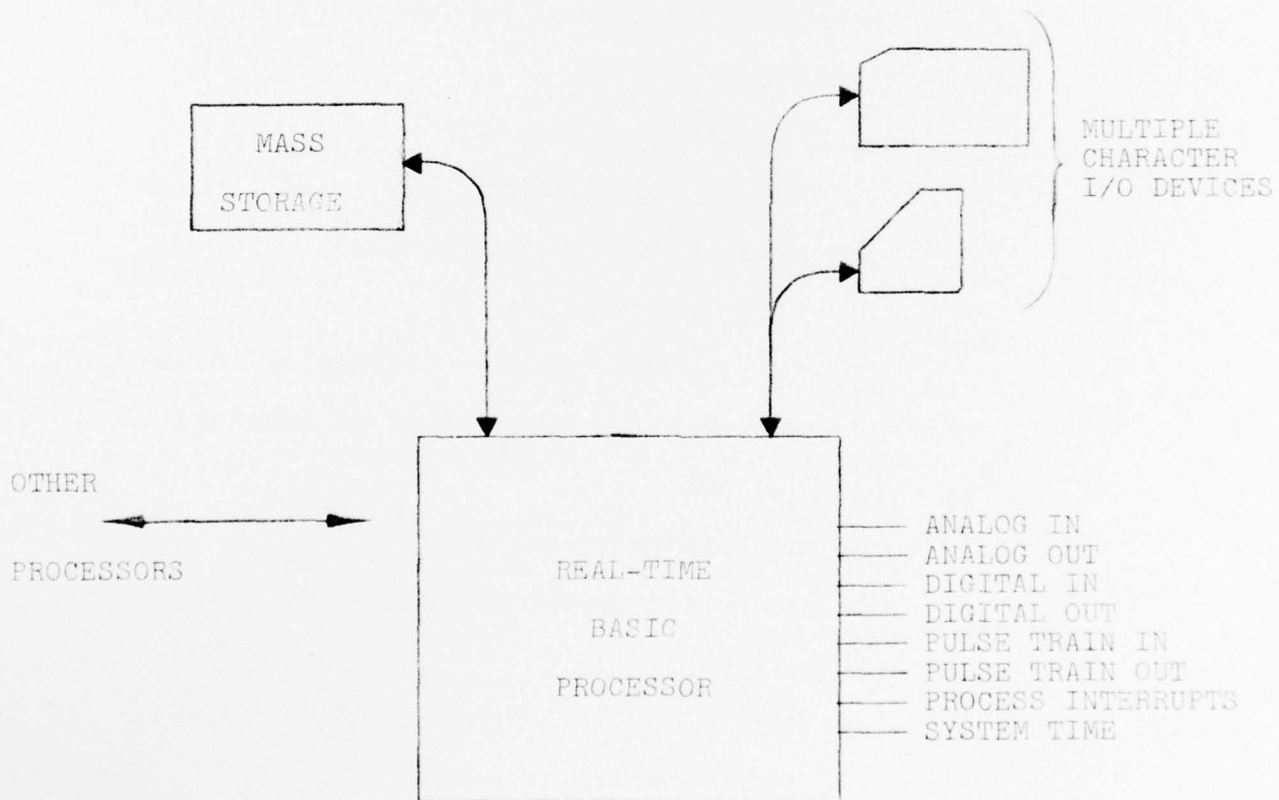 MASS
STORAGE
MULTIPLE
CHARACTER
I/O DEVICES
OTHER
PROCESSORS
REAL-TIME
BASIC
PROCESSOR
ANALOG IN
ANALOG OUT
DIGITAL IN
DIGITAL OUT
PULSE TRAIN IN
PULSE TRAIN OUT
PROCESS INTERRUPTS
SYSTEM TIME